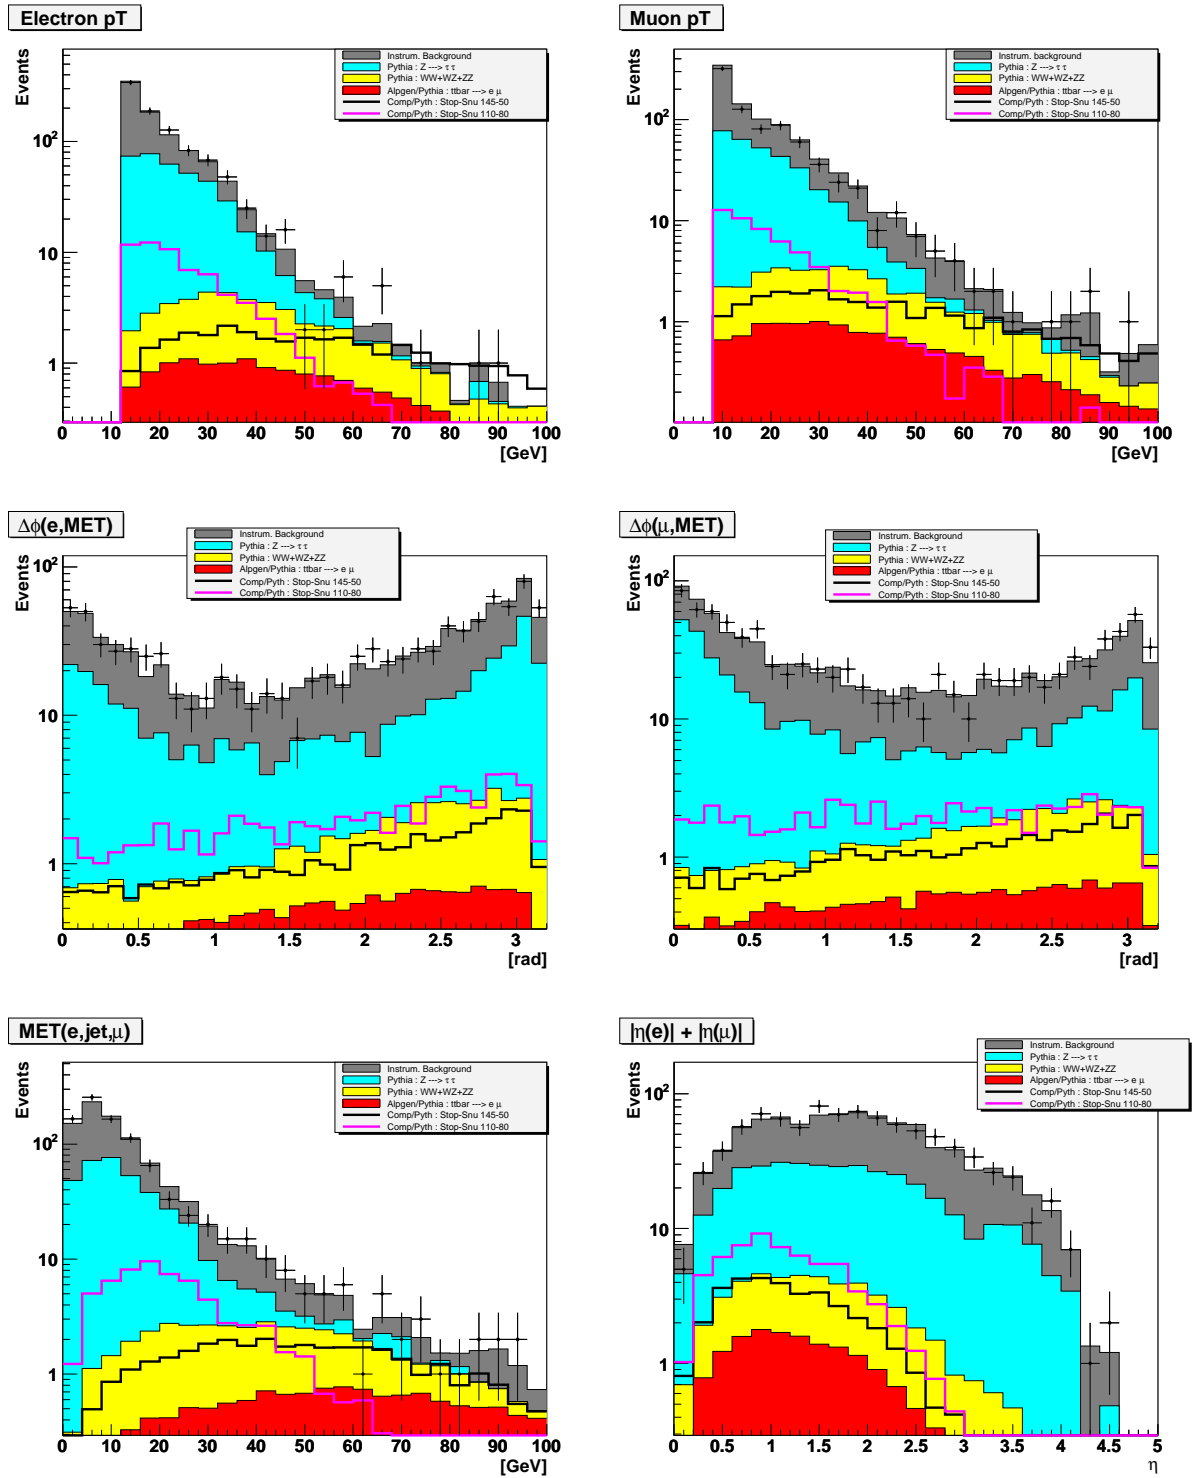 Electron pT
Events
Instrum. Background
Pythia : Z ---> τ τ
Pythia : WW+WZ+ZZ
Alpgen/Pythia : ttbar ---> e μ
Comp/Pyth : Stop-Snu 145-50
Comp/Pyth : Stop-Snu 110-80
10²
10
1
0 10 20 30 40 50 60 70 80 90 100
[GeV]
Muon pT
Events
Instrum. background
Pythia : Z ---> τ τ
Pythia : WW+WZ+ZZ
Alpgen/Pythia : ttbar ---> e μ
Comp/Pyth : Stop-Snu 145-50
Comp/Pyth : Stop-Snu 110-80
10²
10
1
0 10 20 30 40 50 60 70 80 90 100
[GeV]
Δϕ(e,MET)
Events
Instrum. Background
Pythia : Z ---> τ τ
Pythia : WW+WZ+ZZ
Alpgen/Pythia : ttbar ---> e μ
Comp/Pyth : Stop-Snu 145-50
Comp/Pyth : Stop-Snu 110-80
10²
10
1
0 0.5 1 1.5 2 2.5 3
[rad]
Δϕ(μ,MET)
Events
Instrum. Background
Pythia : Z ---> τ τ
Pythia : WW+WZ+ZZ
Alpgen/Pythia : ttbar ---> e μ
Comp/Pyth : Stop-Snu 145-50
Comp/Pyth : Stop-Snu 110-80
10²
10
1
0 0.5 1 1.5 2 2.5 3
[rad]
MET(e,jet,μ)
Events
Instrum. Background
Pythia : Z ---> τ τ
Pythia : WW+WZ+ZZ
Alpgen/Pythia : ttbar ---> e μ
Comp/Pyth : Stop-Snu 145-50
Comp/Pyth : Stop-Snu 110-80
10²
10
1
0 10 20 30 40 50 60 70 80 90 100
[GeV]
|η(e)| + |η(μ)|
Events
Instrum. Background
Pythia : Z ---> τ τ
Pythia : WW+WZ+ZZ
Alpgen/Pythia : ttbar ---> e μ
Comp/Pyth : Stop-Snu 145-50
Comp/Pyth : Stop-Snu 110-80
10²
10
1
0 0.5 1 1.5 2 2.5 3 3.5 4 4.5 5
η